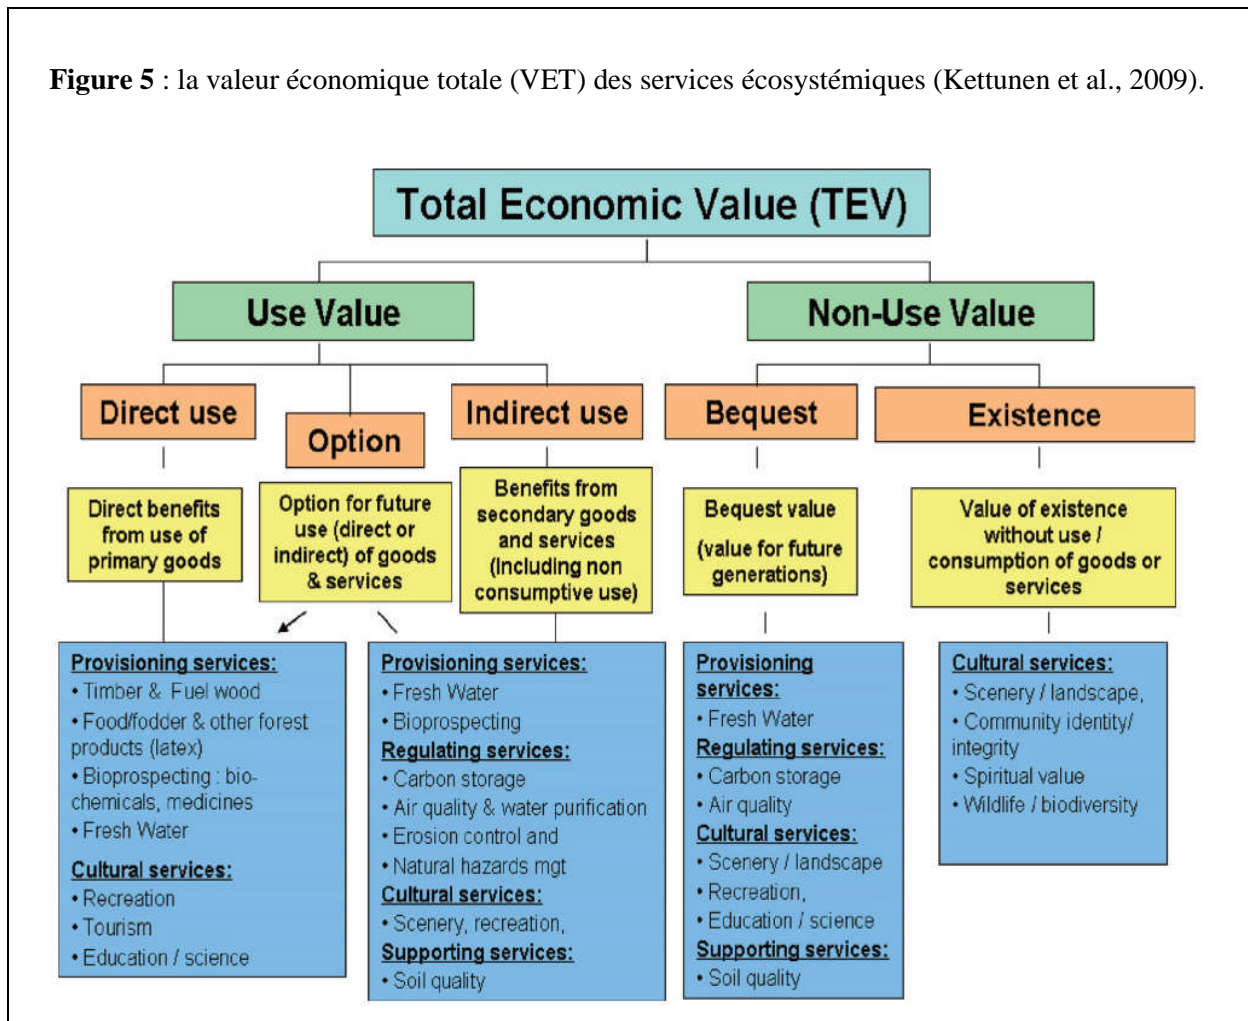 Figure 5 : la valeur économique totale (VET) des services écosystémiques (Kettunen et al., 2009).
Total Economic Value (TEV)
Use Value
Non-Use Value
Direct use
Option
Indirect use
Bequest
Existence
Direct benefits
from use of
primary goods
Option for future
use (direct or
indirect) of goods
& services
Benefits from
secondary goods
and services
(Including non
consumptive use)
Bequest value
(value for future
generations)
Value of existence
without use /
consumption of goods or
services
Provisioning services:
• Timber & Fuel wood
• Food/fodder & other forest
products (latex)
• Bioprospecting : bio-
chemicals, medicines
• Fresh Water
Cultural services:
• Recreation
• Tourism
• Education / science
Provisioning services:
• Fresh Water
• Bioprospecting
Regulating services:
• Carbon storage
• Air quality & water purification
• Erosion control and
• Natural hazards mgt
Cultural services:
• Scenery, recreation,
Supporting services:
• Soil quality
Provisioning
services:
• Fresh Water
Regulating services:
• Carbon storage
• Air quality
Cultural services:
• Scenery / landscape
• Recreation,
• Education / science
Supporting services:
• Soil quality
Cultural services:
• Scenery / landscape,
• Community identity/
integrity
• Spiritual value
• Wildlife / biodiversity